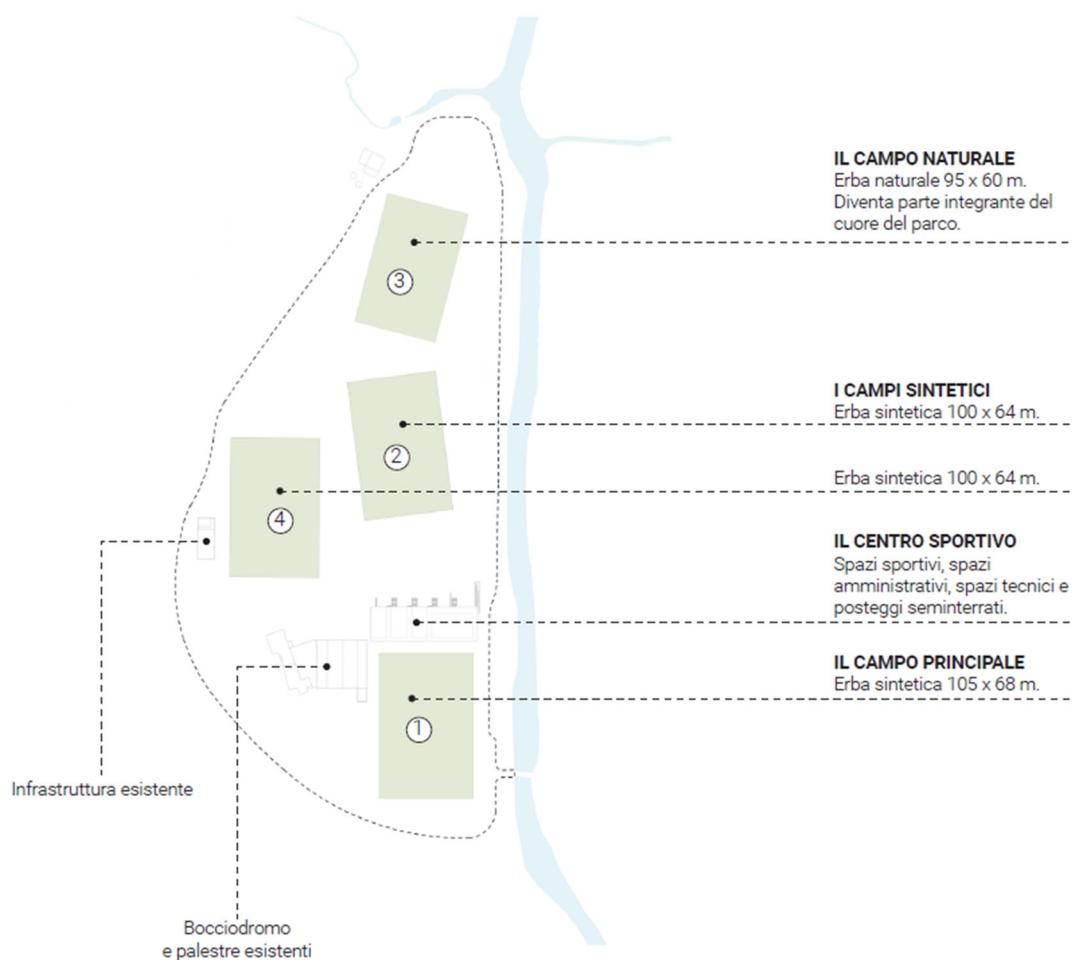 IL CAMPO NATURALE
Erba naturale 95 x 60 m.
Diventa parte integrante del
cuore del parco.
3
I CAMPI SINTETICI
Erba sintetica 100 x 64 m.
2
Erba sintetica 100 x 64 m.
4
IL CENTRO SPORTIVO
Spazi sportivi, spazi
amministrativi, spazi tecnici e
posteggi seminterrati.
IL CAMPO PRINCIPALE
Erba sintetica 105 x 68 m.
1
Infrastruttura esistente
Bocciodromo
e palestre esistenti